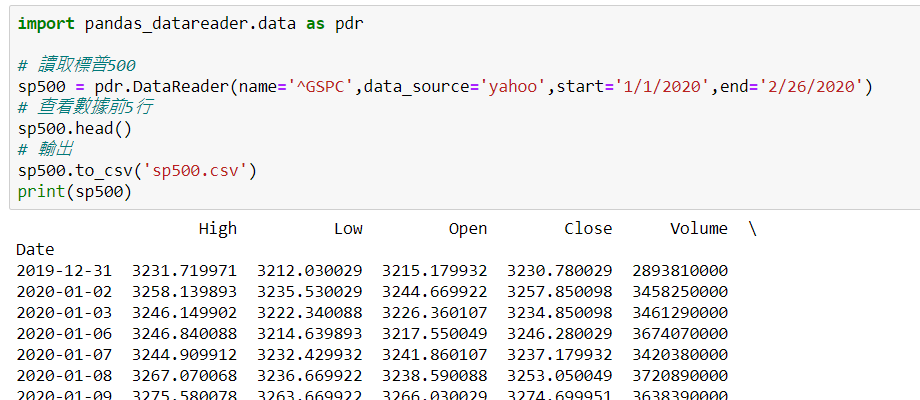 import pandas_datareader.data as pdr
# 讀取標普500
sp500 = pdr.DataReader(name='^GSPC',data_source='yahoo',start='1/1/2020',end='2/26/2020')
# 查看數據前5行
sp500.head()
# 輸出
sp500.to_csv('sp500.csv')
print(sp500)
High Low Open Close Volume \
Date
2019-12-31 3231.719971 3212.030029 3215.179932 3230.780029 2893810000
2020-01-02 3258.139893 3235.530029 3244.669922 3257.850098 3458250000
2020-01-03 3246.149902 3222.340088 3226.360107 3234.850098 3461290000
2020-01-06 3246.840088 3214.639893 3217.550049 3246.280029 3674070000
2020-01-07 3244.909912 3232.429932 3241.860107 3237.179932 3420380000
2020-01-08 3267.070068 3236.669922 3238.590088 3253.050049 3720890000
2020-01-09 3275.580078 3263.669922 3266.030029 3274.699951 3638390000